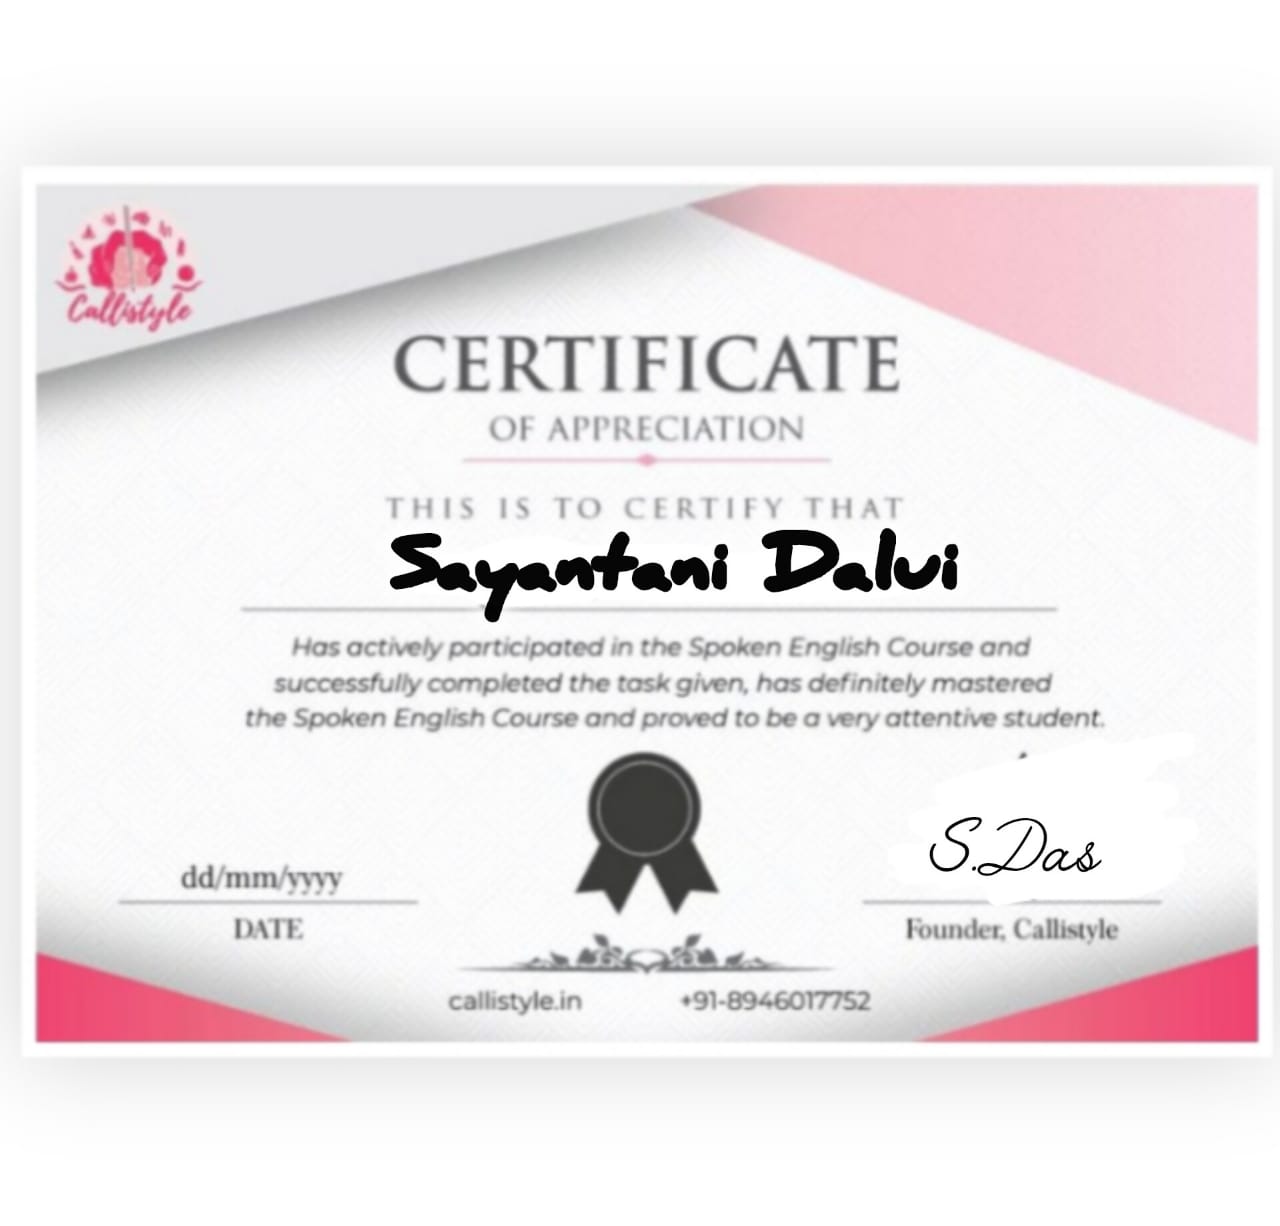 Callistyle
CERTIFICATE
OF APPRECIATION
THIS IS TO CERTIFY THAT
Sayantani Dalui
Has actively participated in the Spoken English Course and
successfully completed the task given, has definitely mastered
the Spoken English Course and proved to be a very attentive student.
S.Das
dd/mm/yyyy
DATE
Founder, Callistyle
callistyle.in
+91-8946017752